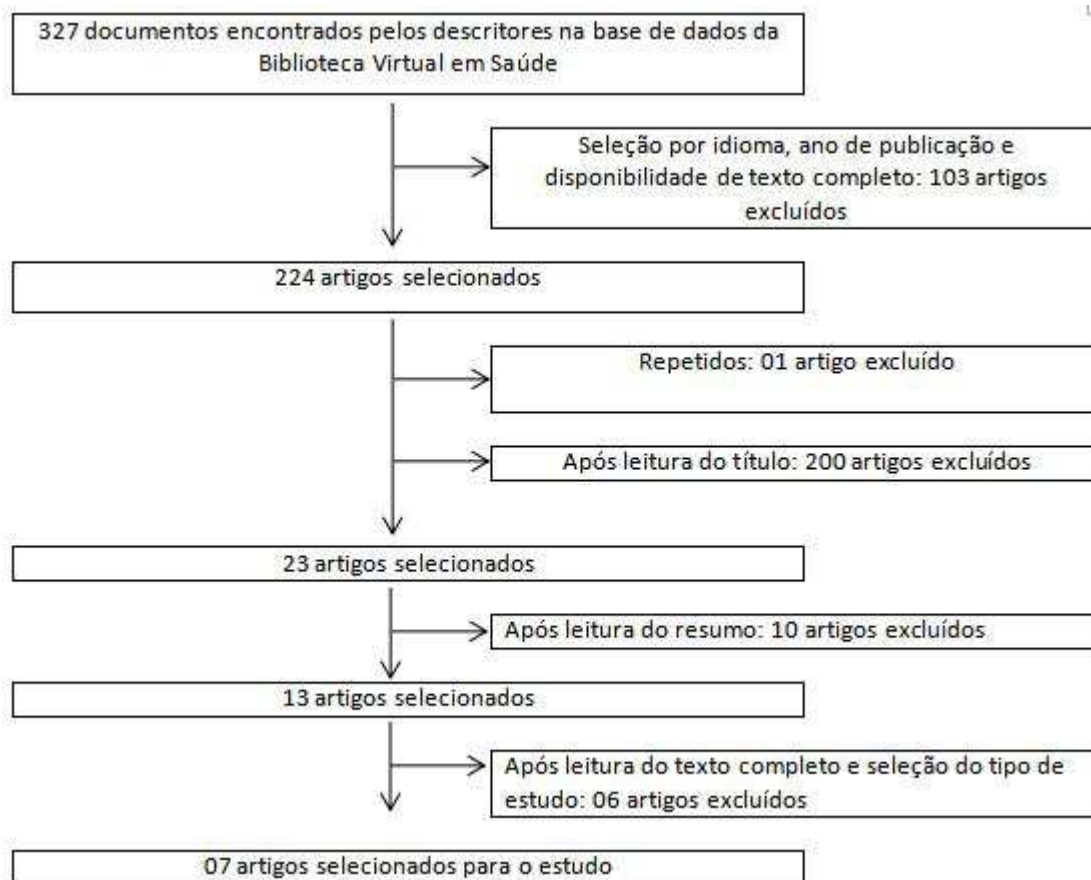 327 documentos encontrados pelos descritores na base de dados da
Biblioteca Virtual em Saúde
Seleção por idioma, ano de publicação e
disponibilidade de texto completo: 103 artigos
excluídos
224 artigos selecionados
Repetidos: 01 artigo excluído
Após leitura do título: 200 artigos excluídos
23 artigos selecionados
Após leitura do resumo: 10 artigos excluídos
13 artigos selecionados
Após leitura do texto completo e seleção do tipo de
estudo: 06 artigos excluídos
07 artigos selecionados para o estudo